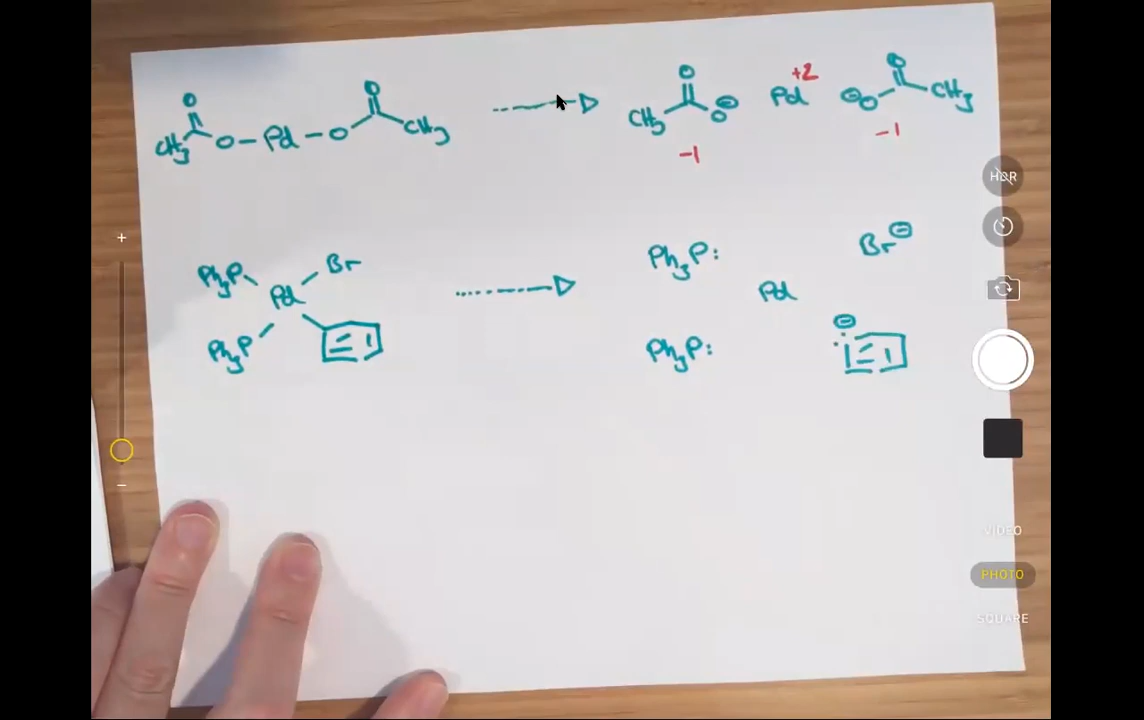 O O O +2 O
CH3 O – Pd – O CH3 CH3 O⊖ Pd ⊖O CH3
-1 -1
Ph3P Br Ph3P: Br⊖
Pd Pd
Ph3P Ph3P: ⊖
HDR
+
-
VIDEO
PHOTO
SQUARE